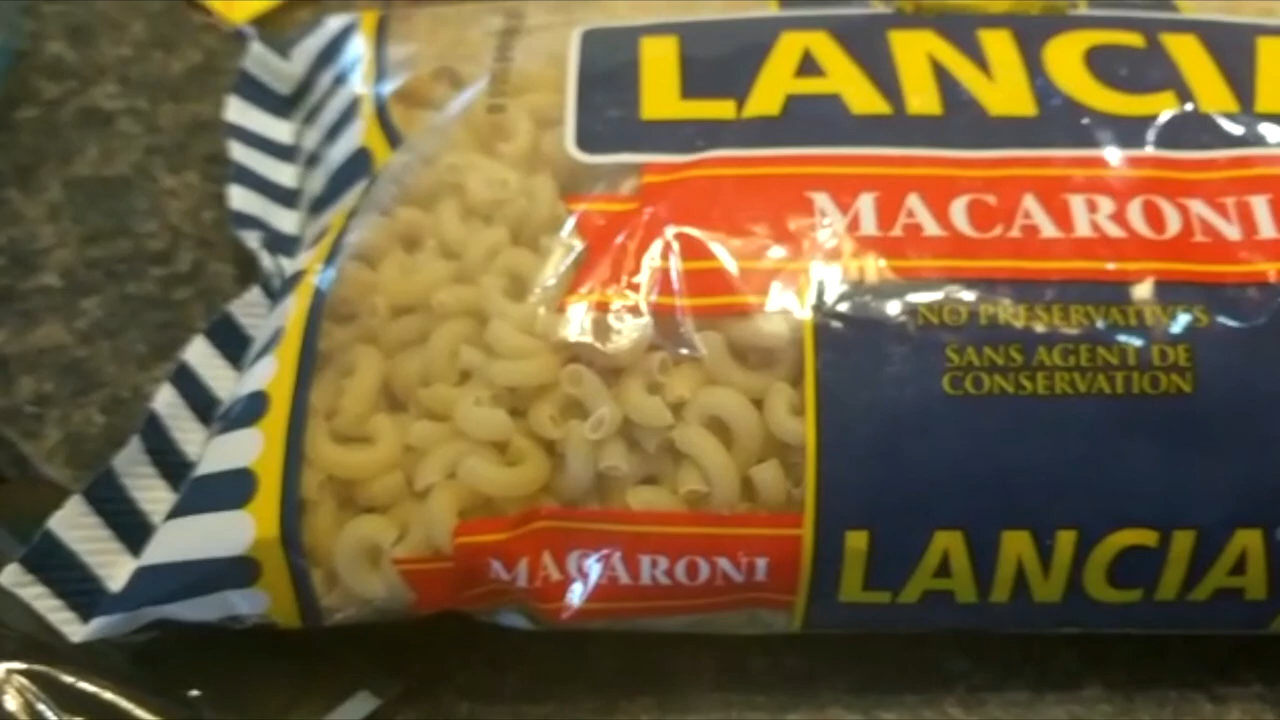 LANCI
MACARONI
NO PRESERVATIVES
SANS AGENT DE
CONSERVATION
MACARONI
LANCIA